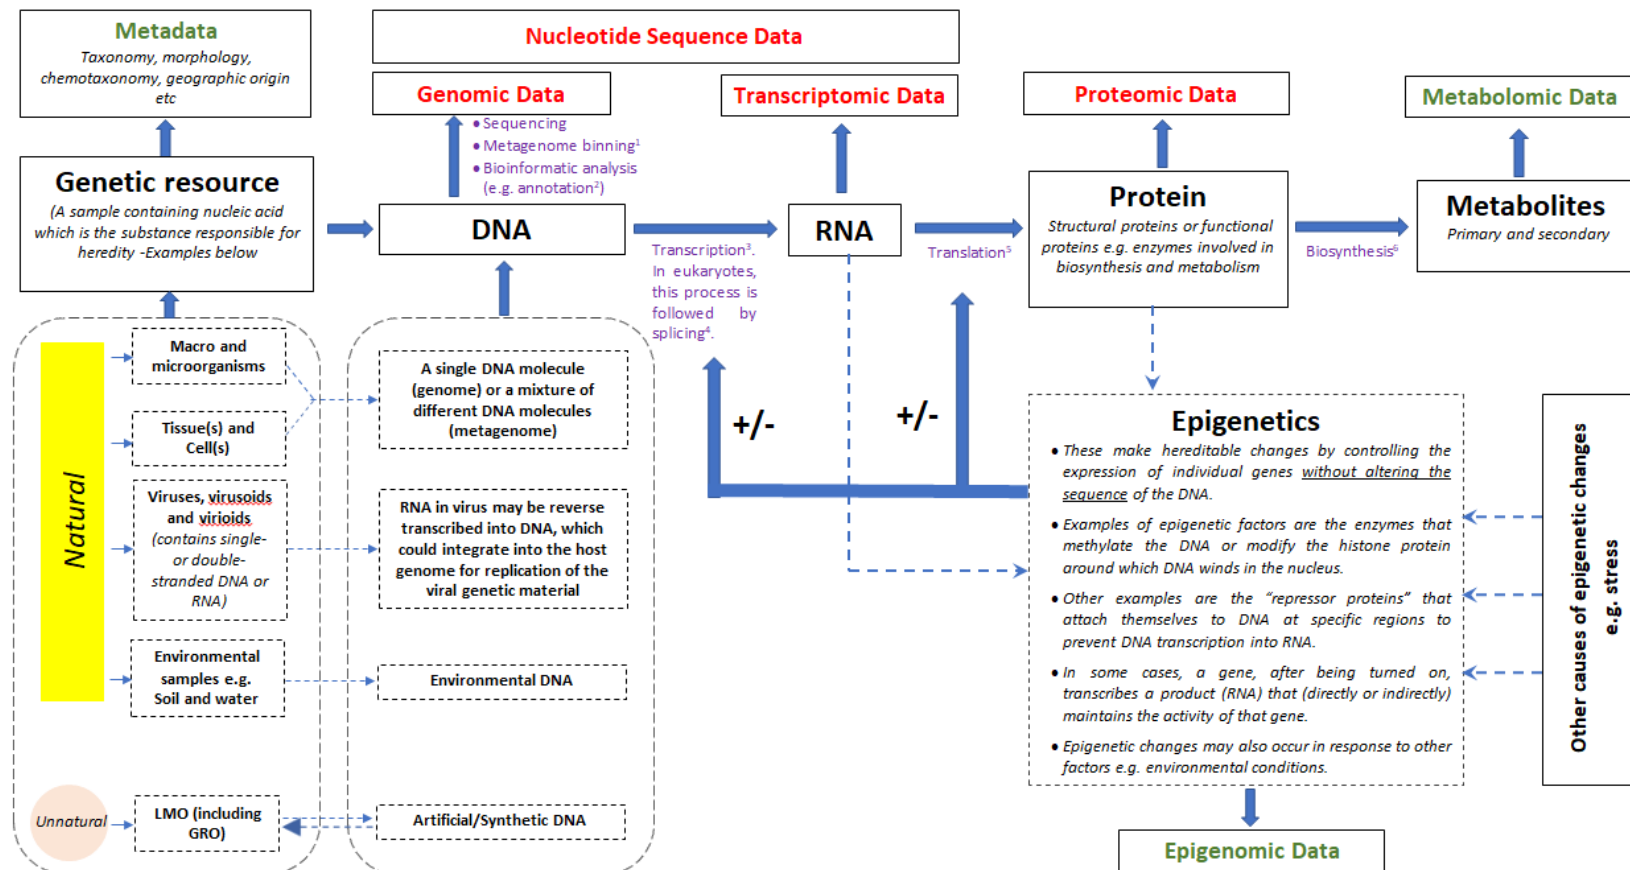 Metadata
Taxonomy, morphology,
chemotaxonomy, geographic origin
etc
Nucleotide Sequence Data
Genomic Data
Transcriptomic Data
Proteomic Data
Metabolomic Data
• Sequencing
• Metagenome binning¹
• Bioinformatic analysis
(e.g. annotation²)
Genetic resource
(A sample containing nucleic acid
which is the substance responsible for
heredity -Examples below
DNA
Transcription³.
In eukaryotes,
this process is
followed by
splicing⁴.
RNA
Translation⁵
Protein
Structural proteins or functional
proteins e.g. enzymes involved in
biosynthesis and metabolism
Biosynthesis⁶
Metabolites
Primary and secondary
Natural
Macro and
microorganisms
Tissue(s) and
Cell(s)
Viruses, virusoids
and virioids
(contains single-
or double-
stranded DNA or
RNA)
Environmental
samples e.g.
Soil and water
Unnatural
LMO (including
GRO)
A single DNA molecule
(genome) or a mixture of
different DNA molecules
(metagenome)
RNA in virus may be reverse
transcribed into DNA, which
could integrate into the host
genome for replication of the
viral genetic material
Environmental DNA
Artificial/Synthetic DNA
+/-
+/-
Epigenetics
• These make hereditable changes by controlling the
expression of individual genes without altering the
sequence of the DNA.
• Examples of epigenetic factors are the enzymes that
methylate the DNA or modify the histone protein
around which DNA winds in the nucleus.
• Other examples are the “repressor proteins” that
attach themselves to DNA at specific regions to
prevent DNA transcription into RNA.
• In some cases, a gene, after being turned on,
transcribes a product (RNA) that (directly or indirectly)
maintains the activity of that gene.
• Epigenetic changes may also occur in response to other
factors e.g. environmental conditions.
Other causes of epigenetic changes
e.g. stress
Epigenomic Data